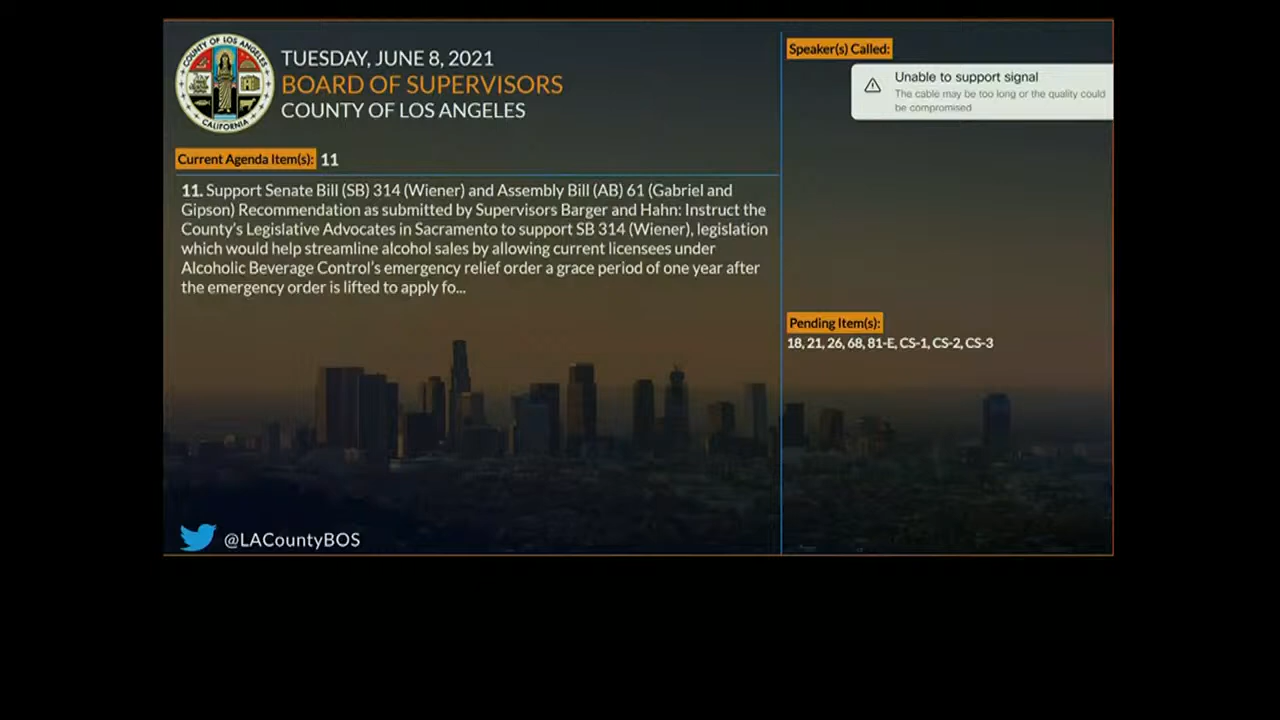 COUNTY OF LOS ANGELES
CALIFORNIA
TUESDAY, JUNE 8, 2021
BOARD OF SUPERVISORS
COUNTY OF LOS ANGELES
Current Agenda Item(s): 11
11. Support Senate Bill (SB) 314 (Wiener) and Assembly Bill (AB) 61 (Gabriel and
Gipson) Recommendation as submitted by Supervisors Barger and Hahn: Instruct the
County's Legislative Advocates in Sacramento to support SB 314 (Wiener), legislation
which would help streamline alcohol sales by allowing current licensees under
Alcoholic Beverage Control's emergency relief order a grace period of one year after
the emergency order is lifted to apply fo...
@LACountyBOS
Speaker(s) Called:
Unable to support signal
The cable may be too long or the quality could
be compromised
Pending Item(s):
18, 21, 26, 68, 81-E, CS-1, CS-2, CS-3